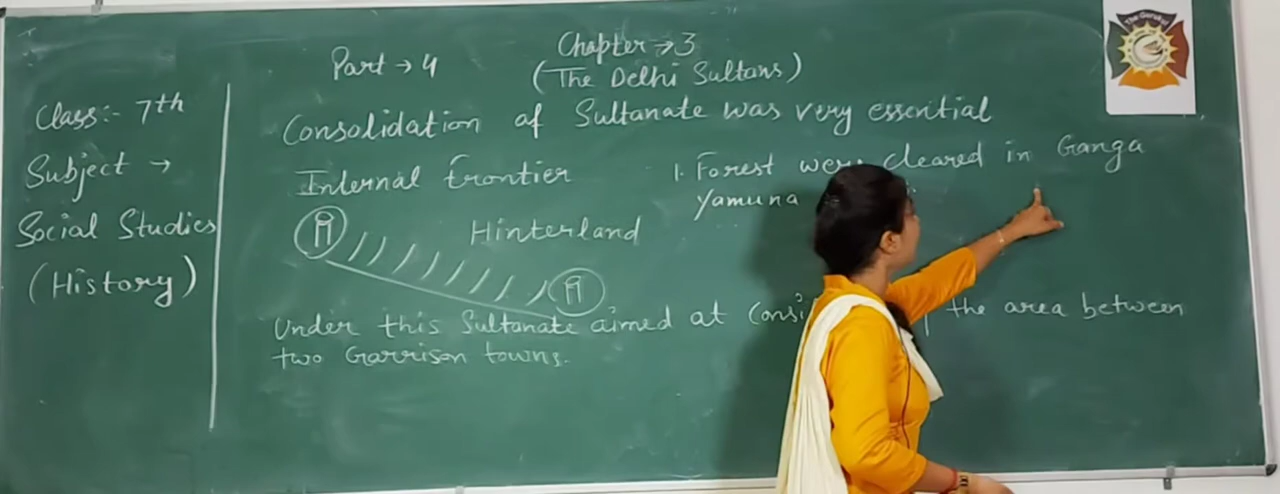 Part → 4
Chapter → 3
(The Delhi Sultans)
Class:- 7th
Subject →
Social Studies
(History)
Consolidation of Sultanate was very essential
Internal frontier
Hinterland
1. Forest were cleared in Ganga
Yamuna
Under this Sultanate aimed at the area between
two Garrison towns.
The Gurukul